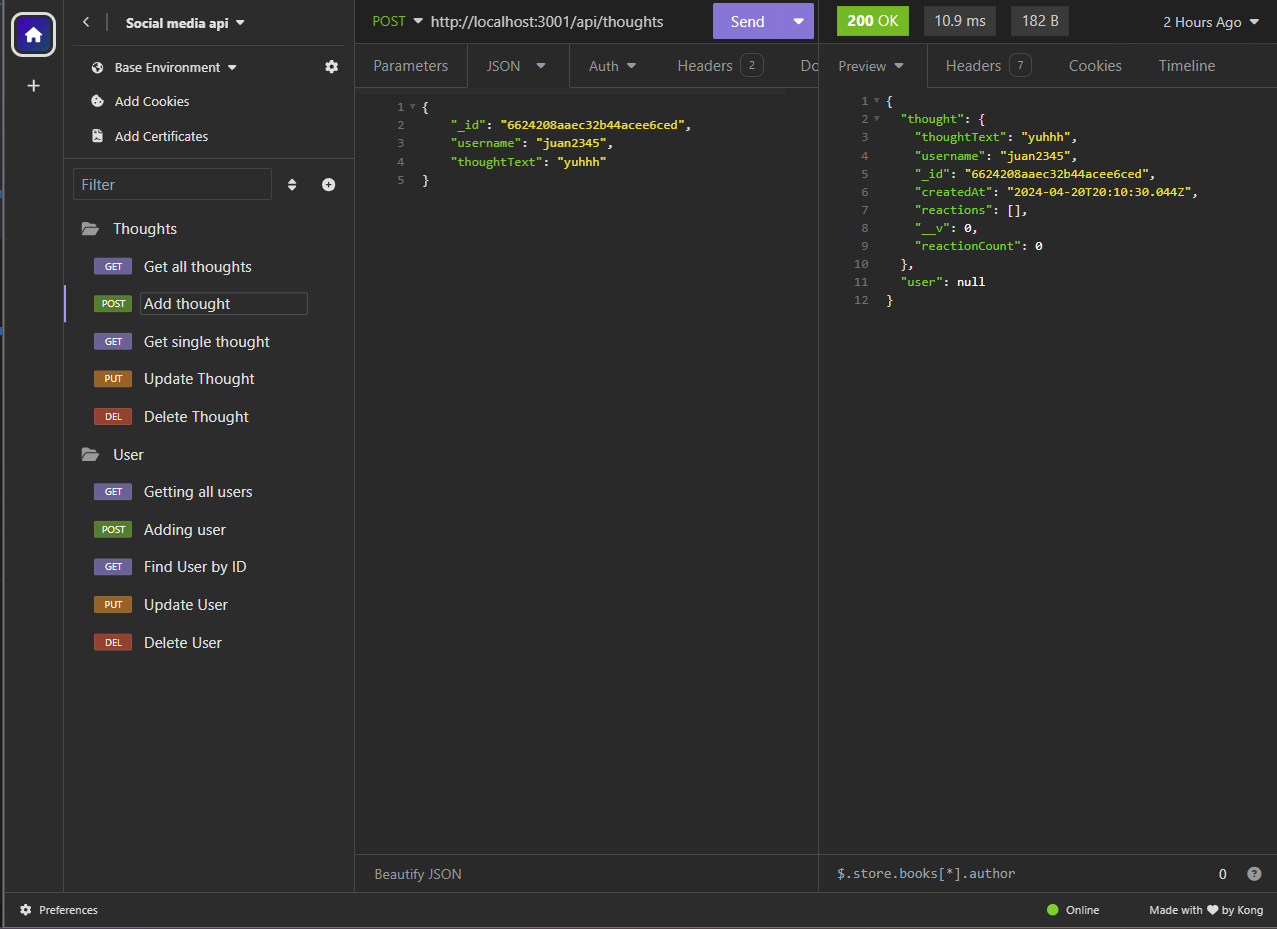 Social media api
Base Environment
Add Cookies
Add Certificates
Filter
Thoughts
GET Get all thoughts
POST Add thought
GET Get single thought
PUT Update Thought
DEL Delete Thought
User
GET Getting all users
POST Adding user
GET Find User by ID
PUT Update User
DEL Delete User
POST http://localhost:3001/api/thoughts Send
Parameters JSON Auth Headers 2 Do
1 {
2 "_id": "6624208aaec32b44acee6ced",
3 "username": "juan2345",
4 "thoughtText": "yuhhh"
5 }
Beautify JSON
200 OK 10.9 ms 182 B 2 Hours Ago
Preview Headers 7 Cookies Timeline
1 {
2 "thought": {
3 "thoughtText": "yuhhh",
4 "username": "juan2345",
5 "_id": "6624208aaec32b44acee6ced",
6 "createdAt": "2024-04-20T20:10:30.044Z",
7 "reactions": [],
8 "__v": 0,
9 "reactionCount": 0
10 },
11 "user": null
12 }
$.store.books[*].author 0 ?
Preferences Online Made with ❤ by Kong